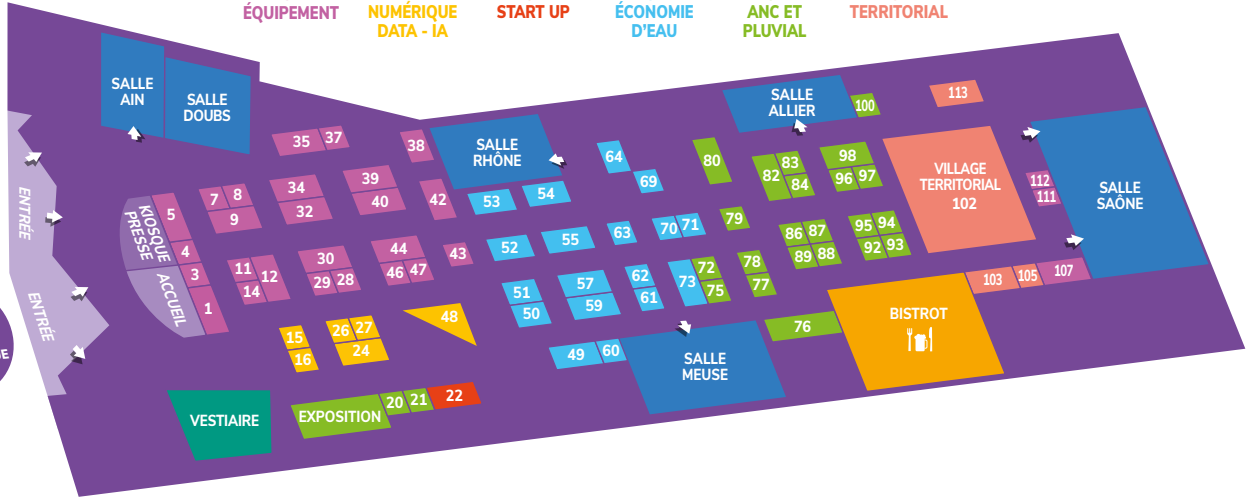 ÉQUIPEMENT
NUMÉRIQUE
DATA - IA
START UP
ÉCONOMIE
D'EAU
ANC ET
PLUVIAL
TERRITORIAL
SALLE
AIN
SALLE
DOUBS
SALLE
RHÔNE
SALLE
ALLIER
100
113
35 37
38
64
69
80
82 83
84
98
96 97
VILLAGE
TERRITORIAL
102
112
111
SALLE
SAÔNE
ENTRÉE
ENTRÉE
KIOSQUE
PRESSE
ACCUEIL
5
4
3
1
7 8
9
34
32
39
40
42
53
54
11 12
14
30
29 28
44
46 47
43
52
55
63
70 71
79
86 87
89 88
95 94
92 93
51
50
57
59
62
61
73
72
75
78
77
103 105 107
15
16
26 27
24
48
49 60
SALLE
MEUSE
76
BISTROT
VESTIAIRE
EXPOSITION
20 21 22